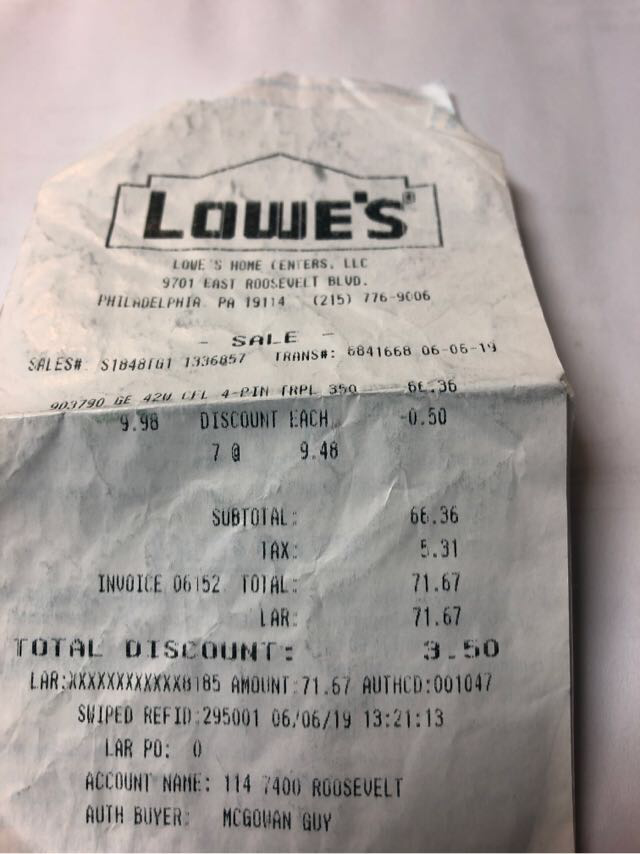 LOWE'S®
LOWE'S HOME CENTERS, LLC
9701 EAST ROOSEVELT BLVD.
PHILADELPHIA, PA 19114 (215) 776-9006
- SALE -
SALES#: S1848TG1 1336857 TRANS#: 6841668 06-06-19
903790 GE 42W CFL 4-PIN TRPL 350 66.36
9.98 DISCOUNT EACH -0.50
7 @ 9.48
SUBTOTAL: 66.36
TAX: 5.31
INVOICE 06152 TOTAL: 71.67
LAR: 71.67
TOTAL DISCOUNT: 3.50
LAR:XXXXXXXXXXXX8185 AMOUNT:71.67 AUTHCD:001047
SWIPED REFID:295001 06/06/19 13:21:13
LAR PO: 0
ACCOUNT NAME: 114 7400 ROOSEVELT
AUTH BUYER: MCGOWAN GUY